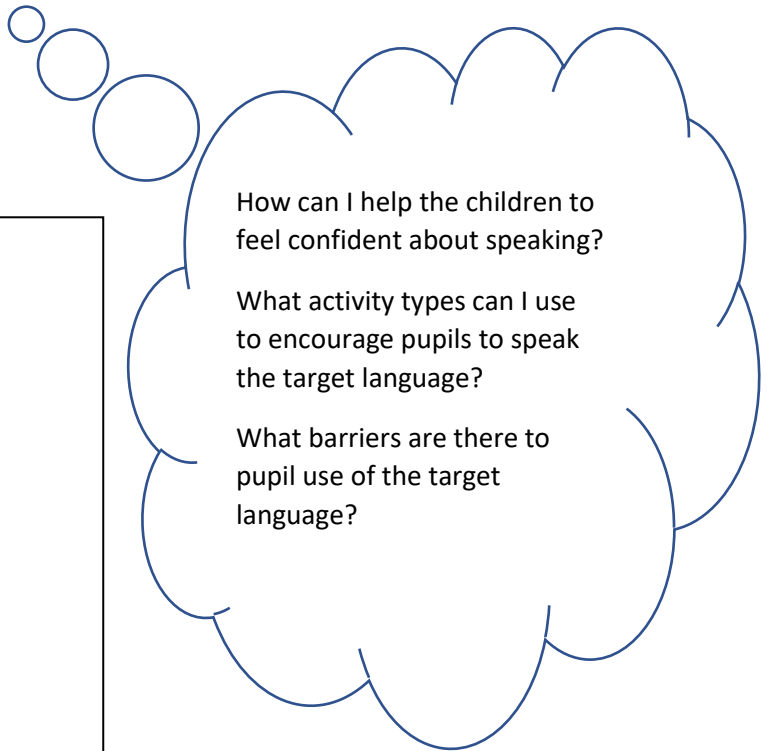 How can I help the children to
feel confident about speaking?
What activity types can I use
to encourage pupils to speak
the target language?
What barriers are there to
pupil use of the target
language?